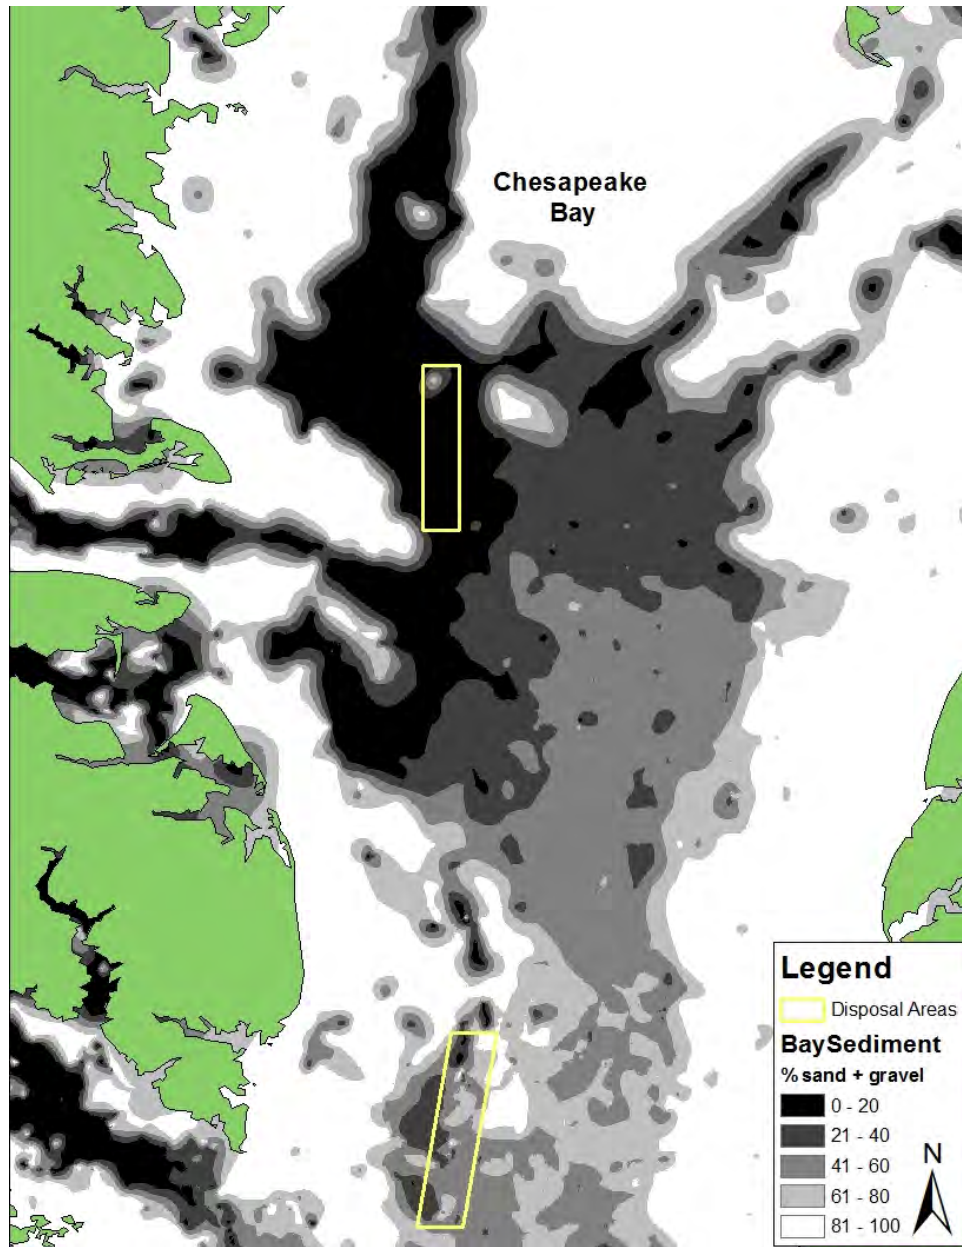 Chesapeake
Bay
Legend
Disposal Areas
BaySediment
% sand + gravel
0 - 20
21 - 40
41 - 60
61 - 80
81 - 100
N